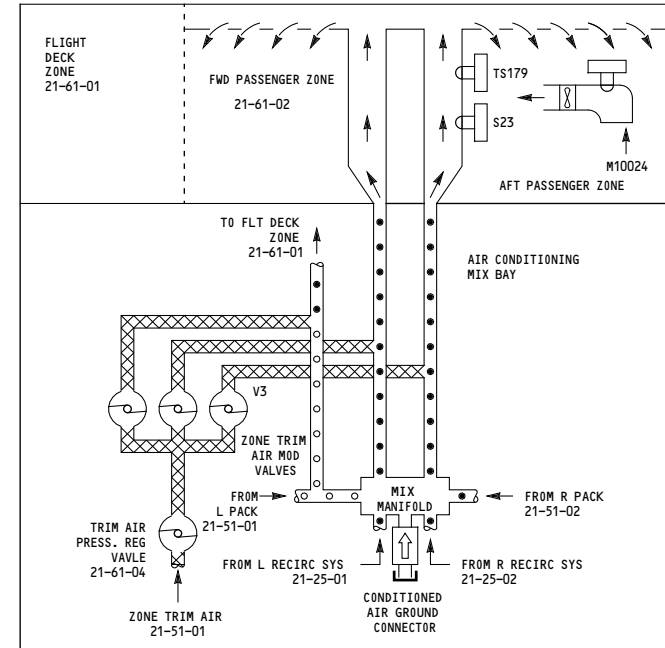 FLIGHT
DECK
ZONE
21-61-01
FWD PASSENGER ZONE
21-61-02
TS179
S23
M10024
AFT PASSENGER ZONE
TO FLT DECK
ZONE
21-61-01
AIR CONDITIONING
MIX BAY
V3
ZONE TRIM
AIR MOD
VALVES
FROM
L PACK
21-51-01
MIX
MANIFOLD
FROM R PACK
21-51-02
TRIM AIR
PRESS. REG
VAVLE
21-61-04
FROM L RECIRC SYS
21-25-01
FROM R RECIRC SYS
21-25-02
CONDITIONED
AIR GROUND
CONNECTOR
ZONE TRIM AIR
21-51-01